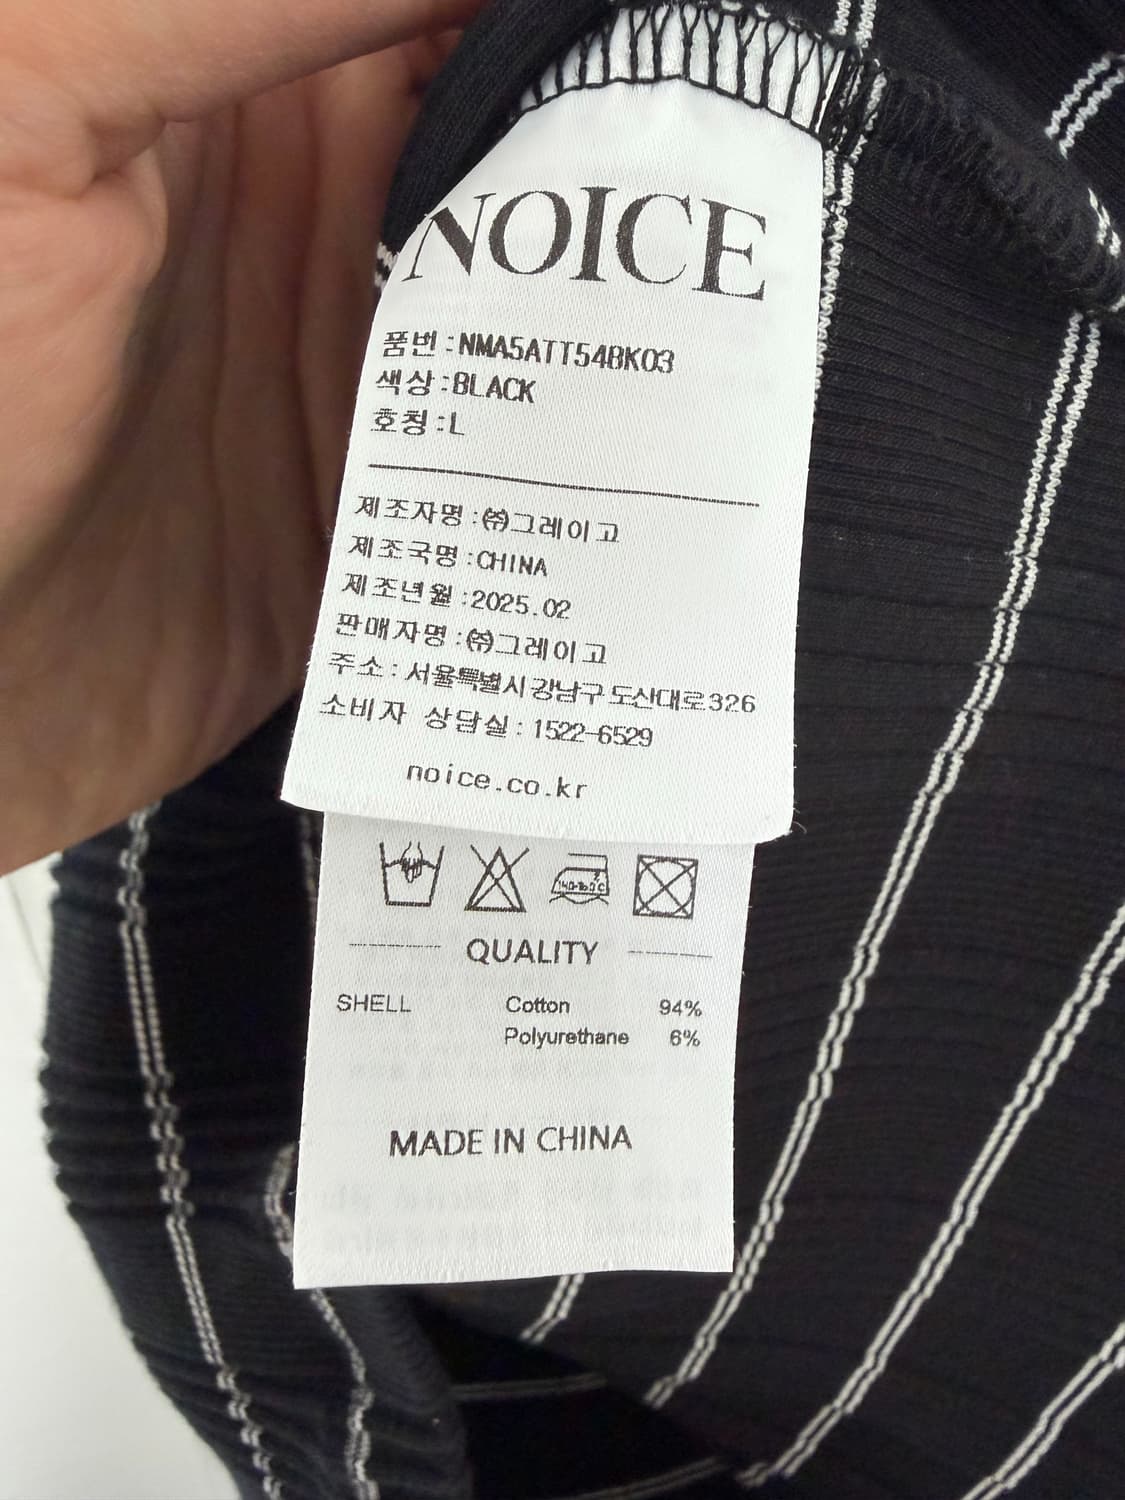 NOICE
품번 :NMA5ATT54BK03
색상 :BLACK
호칭 :L
제조자명 :㈜그레이고
제조국명 :CHINA
제조년월 :2025.02
판매자명 :㈜그레이고
주소 : 서울특별시 강남구 도산대로326
소비자 상담실 : 1522-6529
noice.co.kr
140-160°C
QUALITY
SHELL Cotton 94%
Polyurethane 6%
MADE IN CHINA